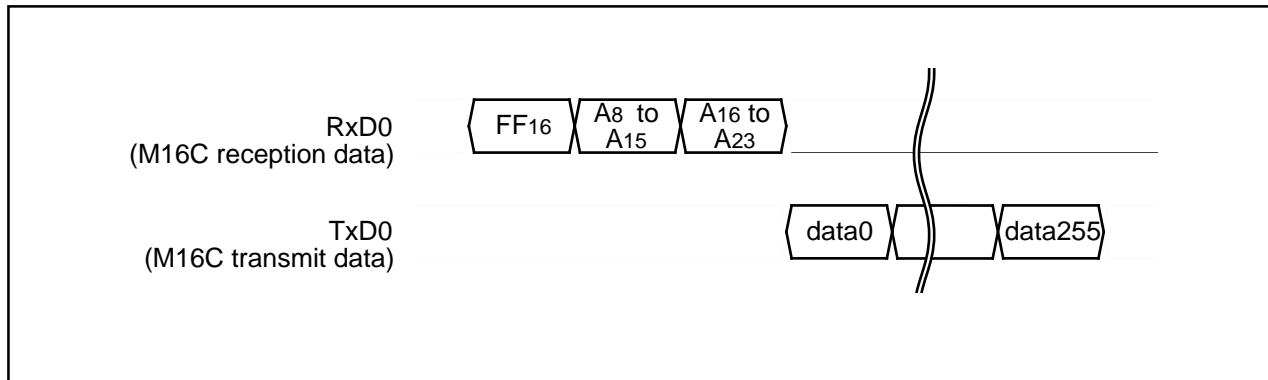 RxD0
(M16C reception data)
FF16
A8 to
A15
A16 to
A23
TxD0
(M16C transmit data)
data0
data255